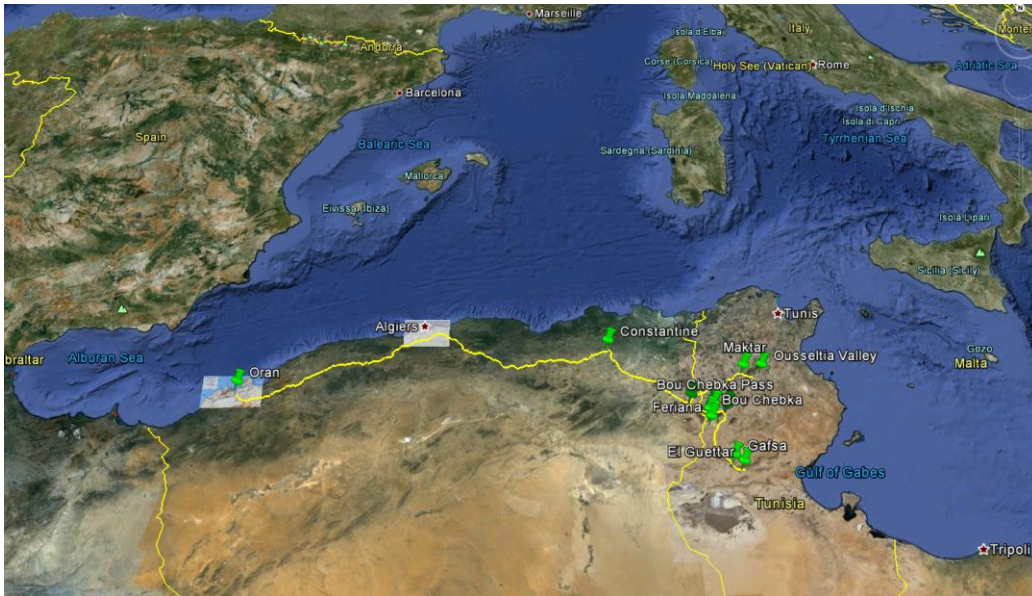 Marseille
Isola d'Elba
Italy
Monten
Andorra
Corse (Corsica)
Holy See (Vatican)
Rome
Adriatic Sea
Barcelona
Isola Maddalena
Isola d'Ischia
Isola di Capri
Spain
Balearic Sea
Tyrrhenian Sea
Sardegna (Sardinia)
Mallorca
Eivissa (Ibiza)
Isola Lipari
Sicilia (Sicily)
Tunis
Algiers
Constantine
Gozo
braltar
Alboran Sea
Maktar
Ousseltia Valley
Malta
Oran
Bou Chebka Pass
Bou Chebka
Feriana
Gafsa
El Guettar
Gulf of Gabes
Tunisia
Tripoli
N